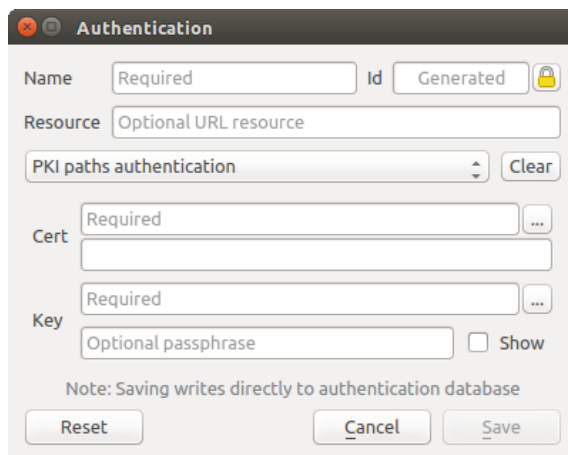 Authentication
Name Required Id Generated
Resource Optional URL resource
PKI paths authentication Clear
Required ...
Cert
Required ...
Key
Optional passphrase Show
Note: Saving writes directly to authentication database
Reset Cancel Save